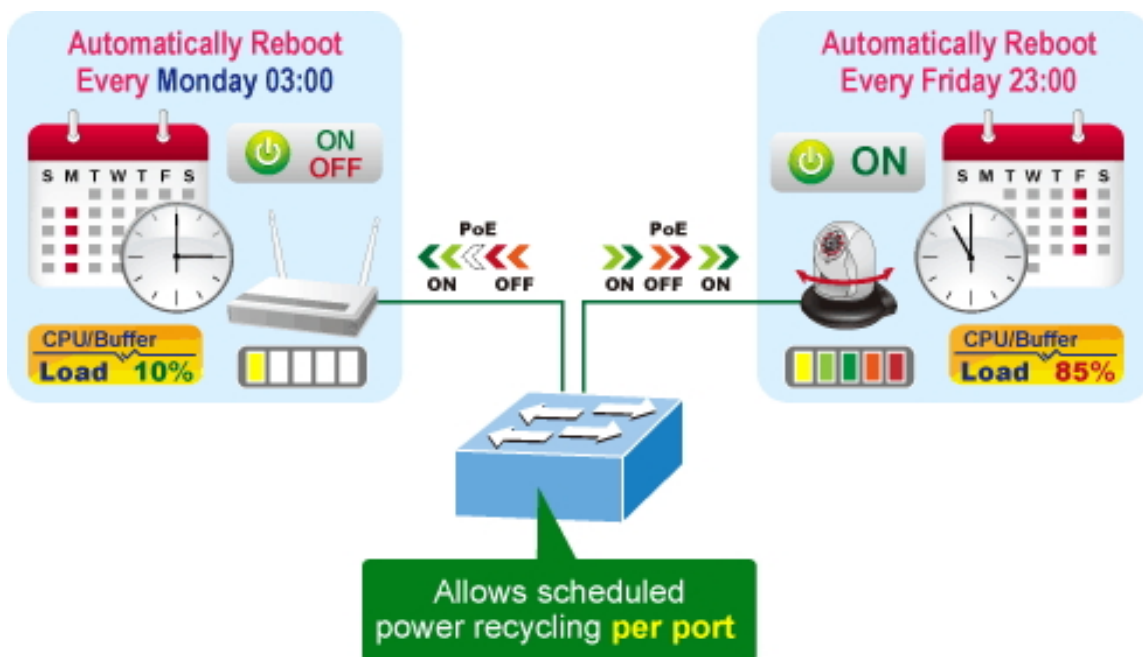 Automatically Reboot
Every Monday 03:00
S M T W T F S
ON
OFF
CPU/Buffer
Load 10%
PoE
ON OFF
PoE
ON OFF ON
Automatically Reboot
Every Friday 23:00
ON
S M T W T F S
CPU/Buffer
Load 85%
Allows scheduled
power recycling per port